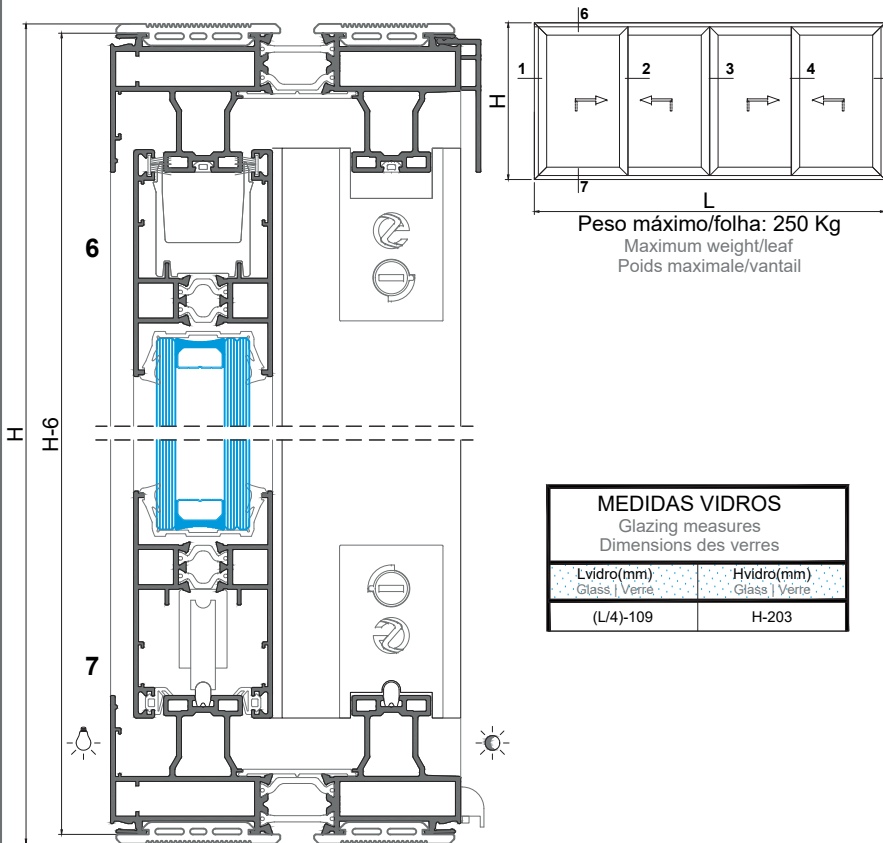 6
1
2
3
4
H
7
L
Peso máximo/folha: 250 Kg
Maximum weight/leaf
Poids maximale/vantail
6
H
H-6
MEDIDAS VIDROS
Glazing measures
Dimensions des verres
Lvidro(mm) Hvidro(mm)
Glass | Verre Glass | Verre
(L/4)-109 H-203
7